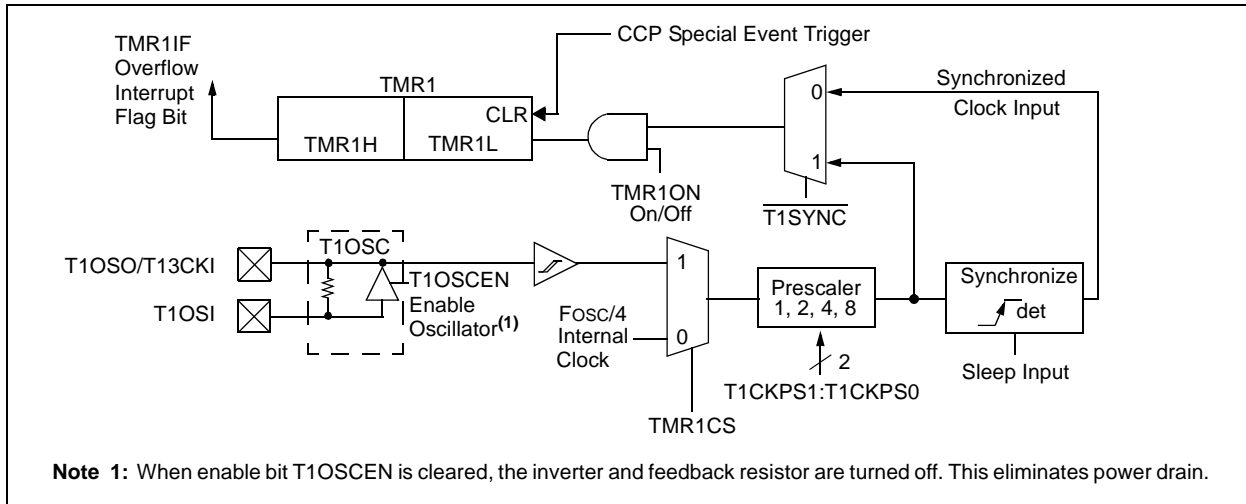 TMR1IF
Overflow
Interrupt
Flag Bit
CCP Special Event Trigger
TMR1
CLR
TMR1H
TMR1L
TMR1ON
On/Off
0
1
T1SYNC
Synchronized
Clock Input
T1OSO/T13CKI
T1OSI
T1OSC
T1OSCEN
Enable
Oscillator(1)
FOSC/4
Internal
Clock
1
0
TMR1CS
Prescaler
1, 2, 4, 8
2
T1CKPS1:T1CKPS0
Synchronize
det
Sleep Input
Note 1: When enable bit T1OSCEN is cleared, the inverter and feedback resistor are turned off. This eliminates power drain.